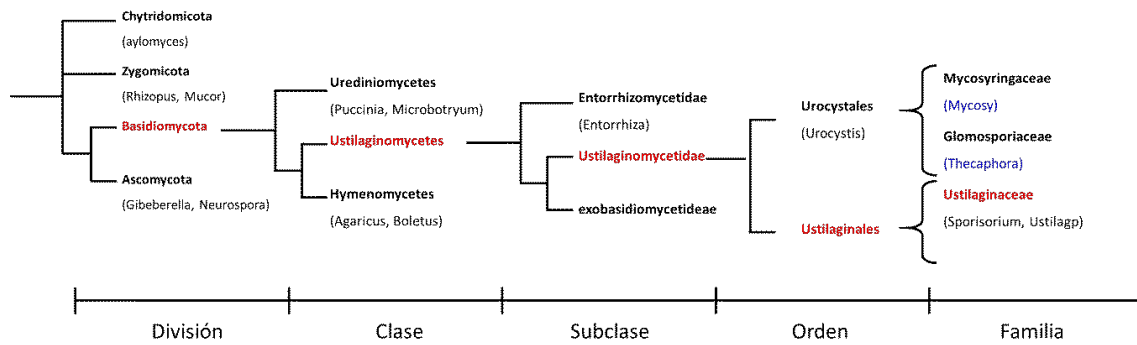 Chytridomicota
(aylomyces)
Zygomicota
(Rhizopus, Mucor)
Basidiomycota
Ascomycota
(Gibeberella, Neurospora)
Urediniomycetes
(Puccinia, Microbotryum)
Ustilaginomycetes
Hymenomycetes
(Agaricus, Boletus)
Entorrhizomycetidae
(Entorrhiza)
Ustilaginomycetidae
exobasidiomycetideae
Urocystales
(Urocystis)
Ustilaginales
Mycosyringaceae
(Mycosy)
Glomosporiaceae
(Thecaphora)
Ustilaginaceae
(Sporisorium, Ustilagp)
División
Clase
Subclase
Orden
Familia